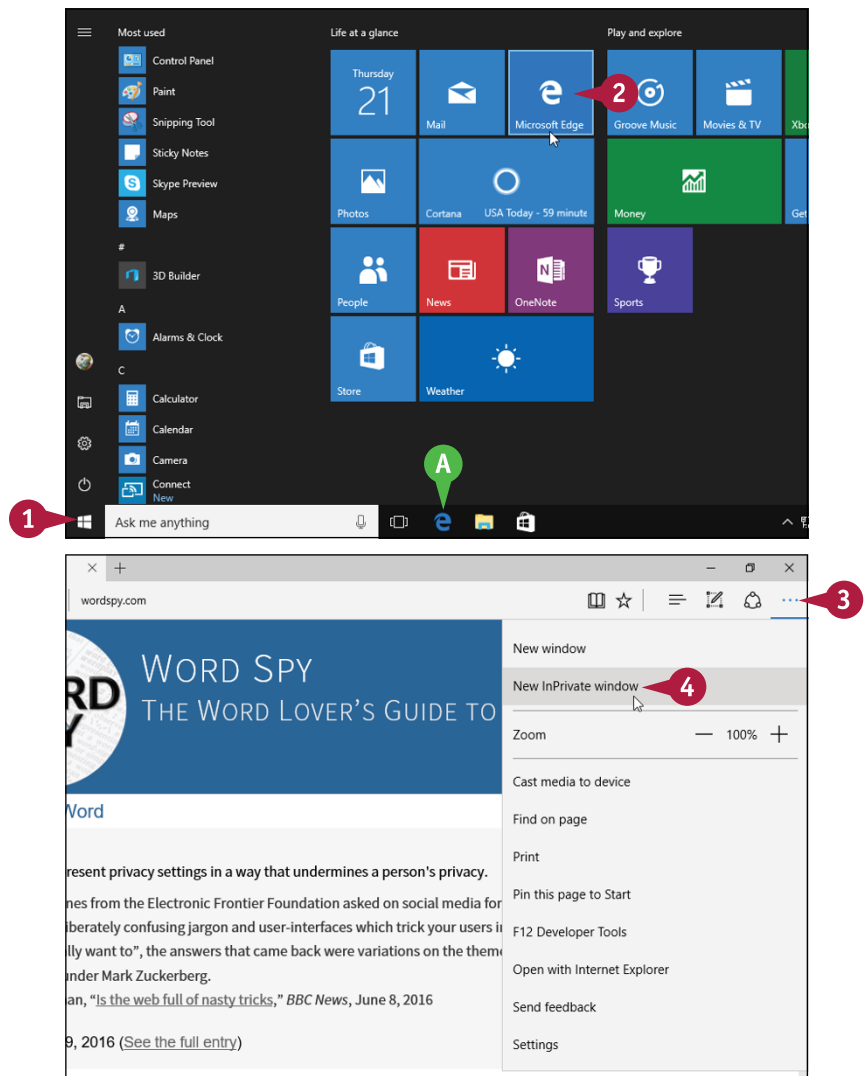 Most used
Control Panel
Paint
Snipping Tool
Sticky Notes
Skype Preview
Maps
#
3D Builder
A
Alarms & Clock
C
Calculator
Calendar
Camera
Connect
New
Life at a glance
Thursday
21
Mail
Microsoft Edge
2
Photos
Cortana
USA Today - 59 minute
People
News
N
OneNote
Store
Weather
Play and explore
Groove Music
Movies & TV
Xbo
Money
Get
Sports
A
1
Ask me anything
wordspy.com
3
RD
Y
WORD SPY
THE WORD LOVER'S GUIDE TO
Word
resent privacy settings in a way that undermines a person's privacy.
nes from the Electronic Frontier Foundation asked on social media for
iberately confusing jargon and user-interfaces which trick your users i
lly want to”, the answers that came back were variations on the them
under Mark Zuckerberg.
an, “Is the web full of nasty tricks,” BBC News, June 8, 2016
9, 2016 (See the full entry)
New window
New InPrivate window
4
Zoom — 100% +
Cast media to device
Find on page
Print
Pin this page to Start
F12 Developer Tools
Open with Internet Explorer
Send feedback
Settings